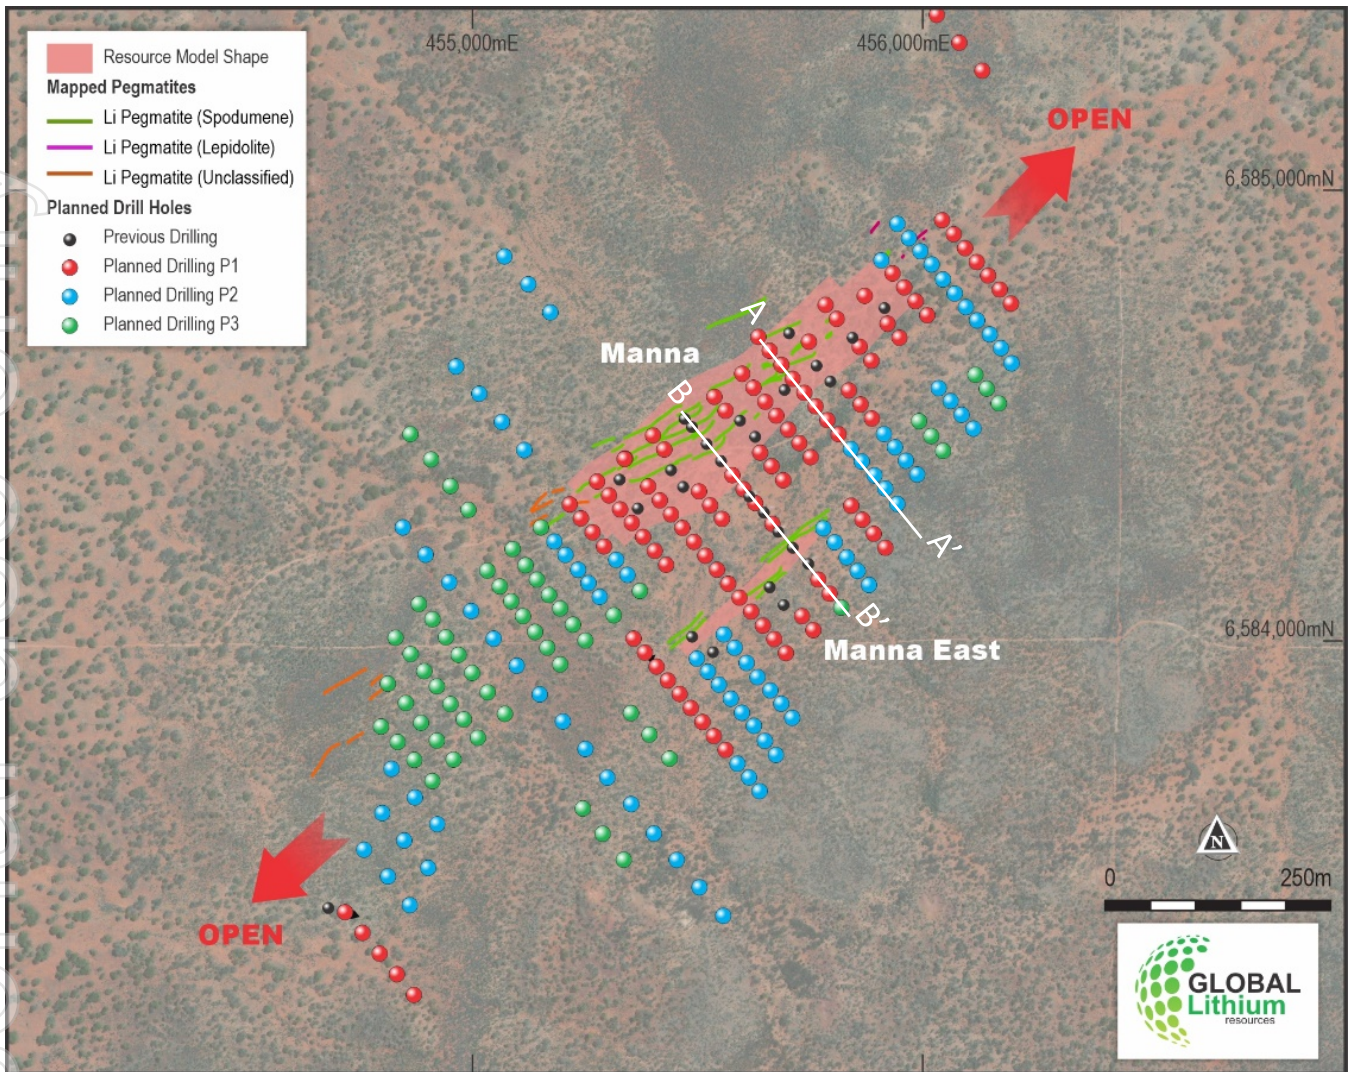 455,000mE
456,000mE
Resource Model Shape
Mapped Pegmatites
Li Pegmatite (Spodumene)
Li Pegmatite (Lepidolite)
Li Pegmatite (Unclassified)
Planned Drill Holes
Previous Drilling
Planned Drilling P1
Planned Drilling P2
Planned Drilling P3
OPEN
6,585,000mN
A
Manna
B
A'
B'
6,584,000mN
Manna East
N
0 250m
OPEN
GLOBAL
Lithium
resources